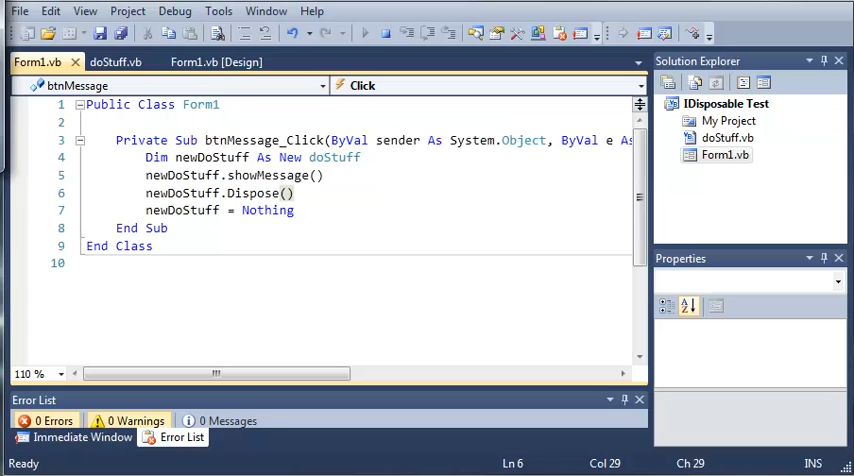 File Edit View Project Debug Tools Window Help
Form1.vb doStuff.vb Form1.vb [Design]
btnMessage Click
1 Public Class Form1
2
3 Private Sub btnMessage_Click(ByVal sender As System.Object, ByVal e As
4 Dim newDoStuff As New doStuff
5 newDoStuff.showMessage()
6 newDoStuff.Dispose()
7 newDoStuff = Nothing
8 End Sub
9 End Class
10
110 %
Error List
0 Errors 0 Warnings 0 Messages
Immediate Window Error List
Ready Ln 6 Col 29 Ch 29 INS
Solution Explorer
IDisposable Test
My Project
doStuff.vb
Form1.vb
Properties